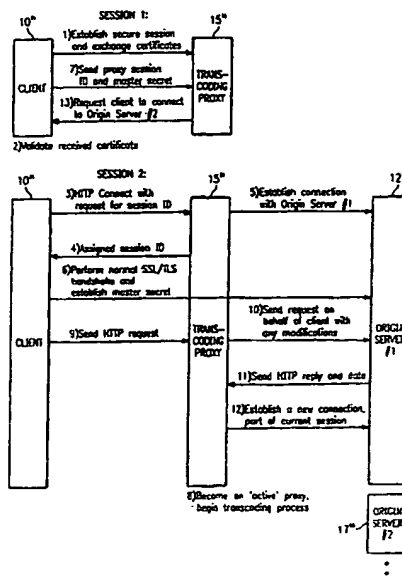 SESSION 1:
10"
15"
1)Establish secure session
and exchange certificates
7)Send proxy session
ID and master secret
13)Request client to connect
to Origin Server #2
CLIENT
TRANS-
CODING
PROXY
2)Validate received certificate
SESSION 2:
10"
15"
12
3)HTTP Connect with
request for session ID
5)Establish connection
with Origin Server #1
4)Assigned session ID
6)Perform normal SSL/TLS
handshake and
establish master secret
10)Send request on
behalf of client with
any modifications
9)Send HTTP request
CLIENT
TRANS-
CODING
PROXY
ORIGIN
SERVER
#1
11)Send HTTP reply and data
12)Establish a new connection,
part of current session
8)Become an 'active' proxy,
begin transcoding process
17"
ORIGIN
SERVER
#2